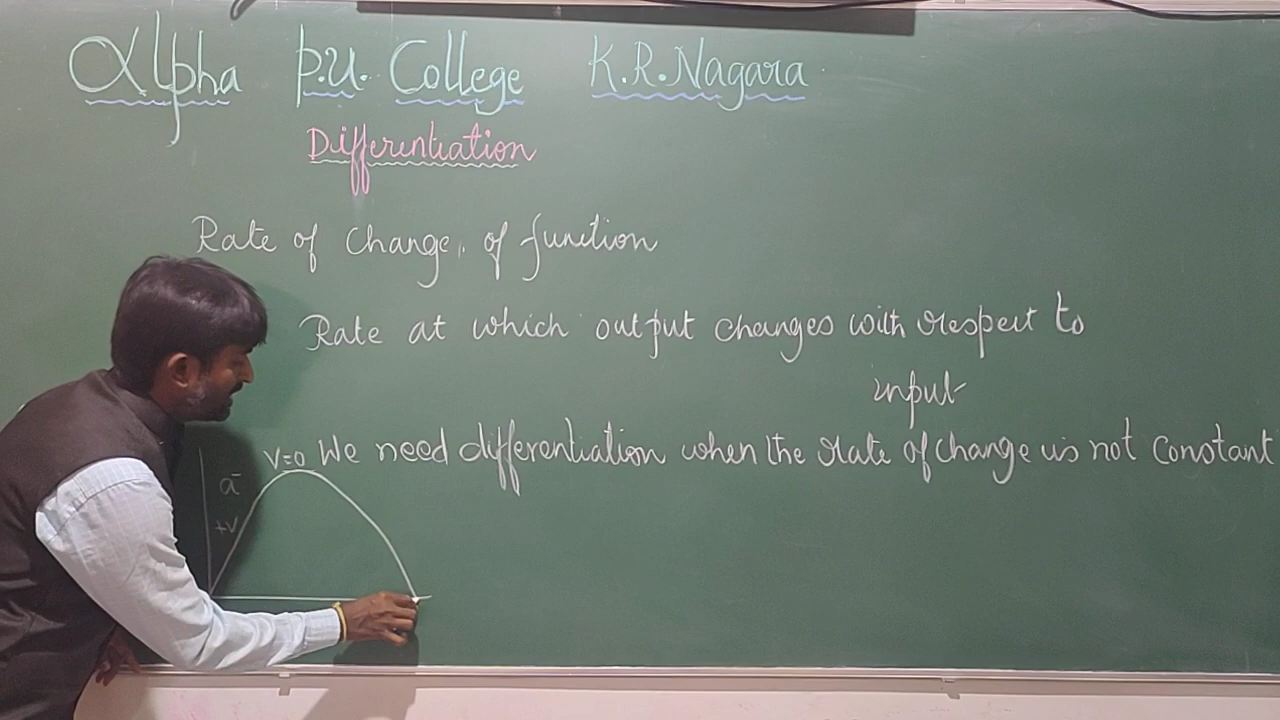 Alpha P.U. College K.R.Nagara
Differentiation
Rate of change, of function
Rate at which output changes with respect to
input
We need differentiation when the rate of change is not constant
V=0
a-
+v